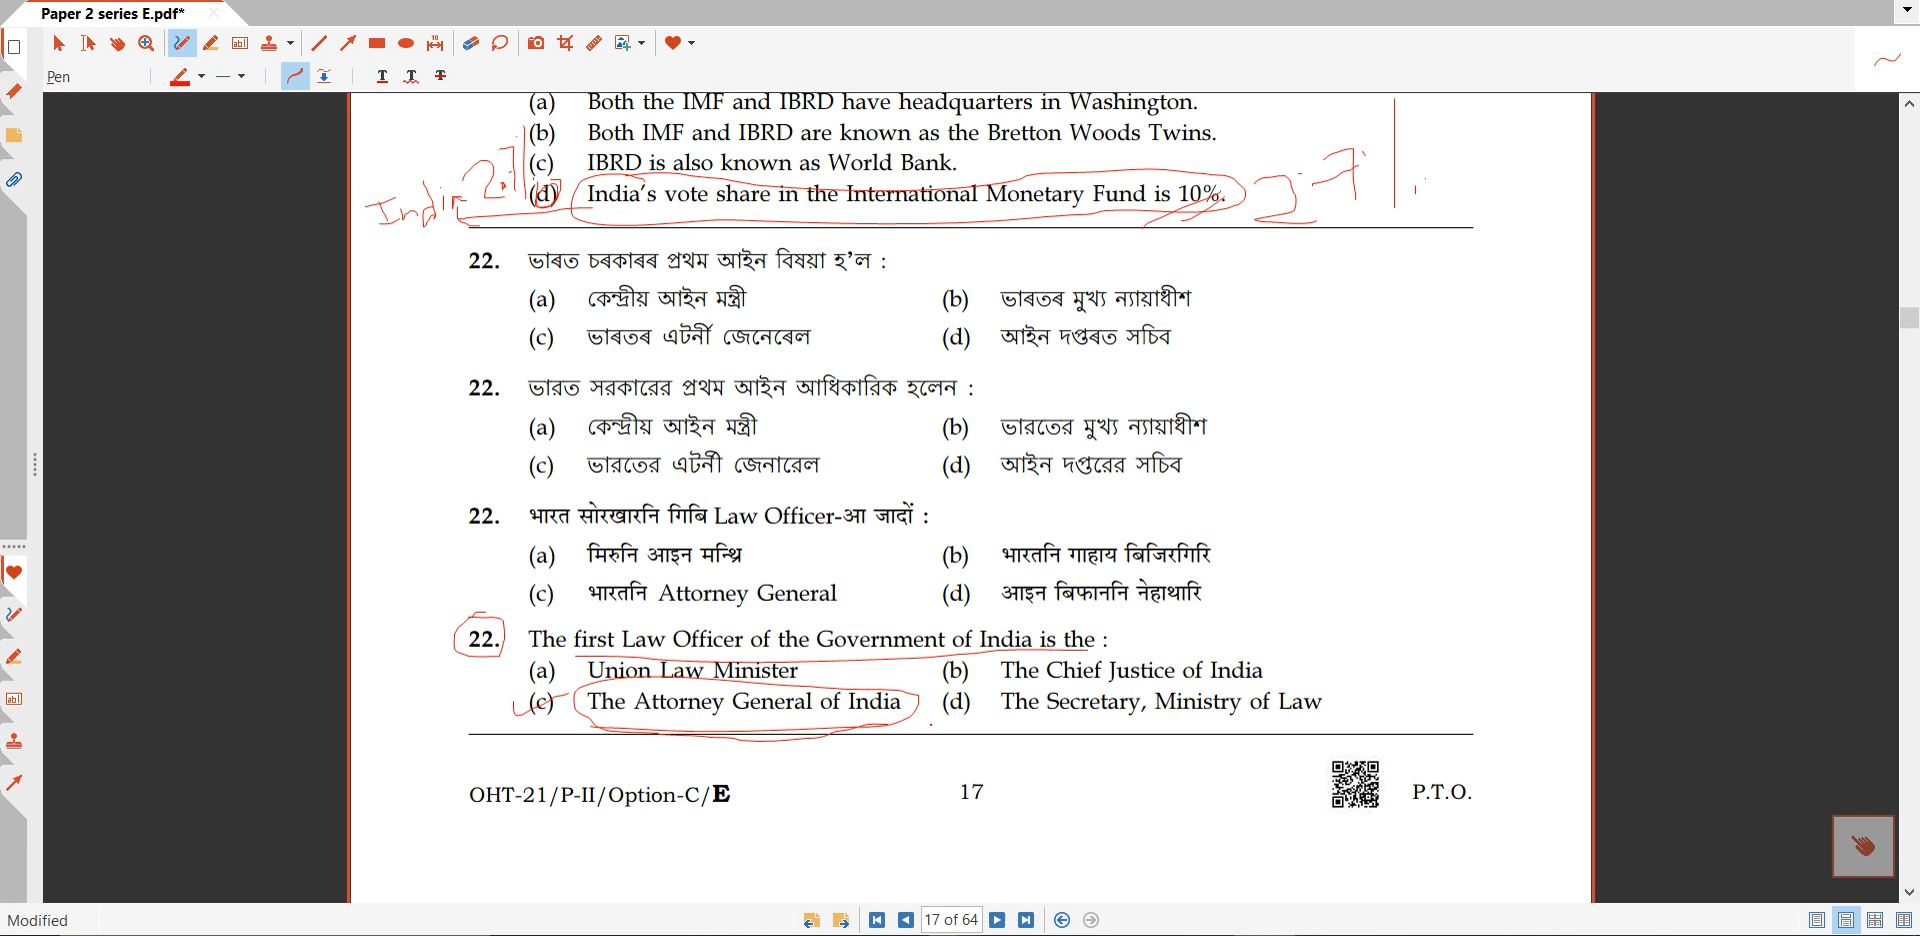 Paper 2 series E.pdf*
Pen
(a) Both the IMF and IBRD have headquarters in Washington.
(b) Both IMF and IBRD are known as the Bretton Woods Twins.
(c) IBRD is also known as World Bank.
(d) India's vote share in the International Monetary Fund is 10%.
India 2.7
2.7
22. ভাৰত চৰকাৰৰ প্ৰথম আইন বিষয়া হ'ল :
(a) কেন্দ্ৰীয় আইন মন্ত্ৰী (b) ভাৰতৰ মুখ্য ন্যায়াধীশ
(c) ভাৰতৰ এটৰ্নী জেনেৰেল (d) আইন দপ্তৰত সচিব
22. ভারত সরকারের প্রথম আইন আধিকারিক হলেন :
(a) কেন্দ্রীয় আইন মন্ত্রী (b) ভারতের মুখ্য ন্যায়াধীশ
(c) ভারতের এটর্নী জেনারেল (d) আইন দপ্তরের সচিব
22. भारत सोरखारनि गिबि Law Officer-आ जादों :
(a) मिरुनि आइन मन्थ्रि (b) भारतनि गाहाय बिजिरगिरि
(c) भारतनि Attorney General (d) आइन बिफाननि नेहाथारि
22. The first Law Officer of the Government of India is the :
(a) Union Law Minister (b) The Chief Justice of India
(c) The Attorney General of India (d) The Secretary, Ministry of Law
OHT-21/P-II/Option-C/E 17 P.T.O.
Modified 17 of 64